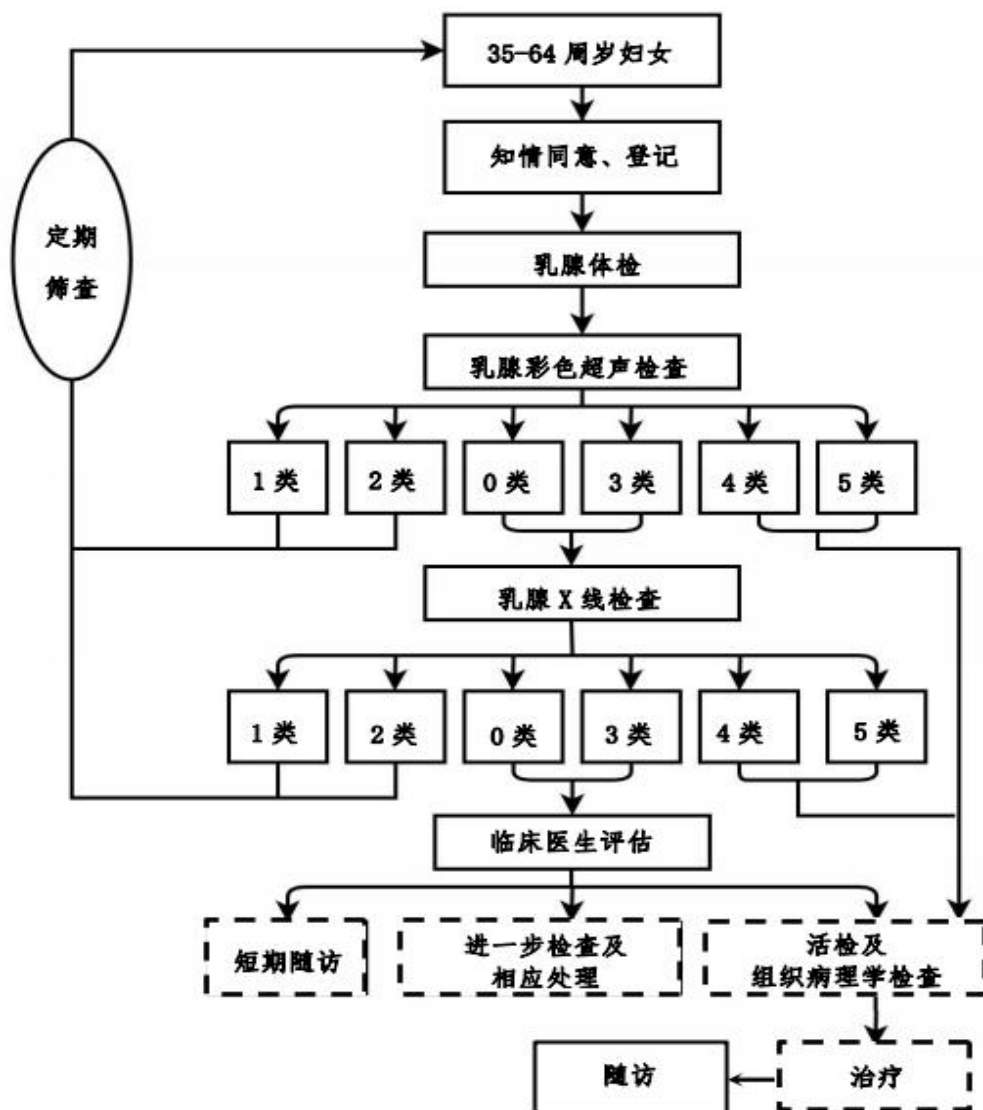 35-64 周岁妇女
知情同意、登记
定期
筛查
乳腺体检
乳腺彩色超声检查
1 类
2 类
0 类
3 类
4 类
5 类
乳腺 X 线检查
1 类
2 类
0 类
3 类
4 类
5 类
临床医生评估
短期随访
进一步检查及
相应处理
活检及
组织病理学检查
随访
治疗